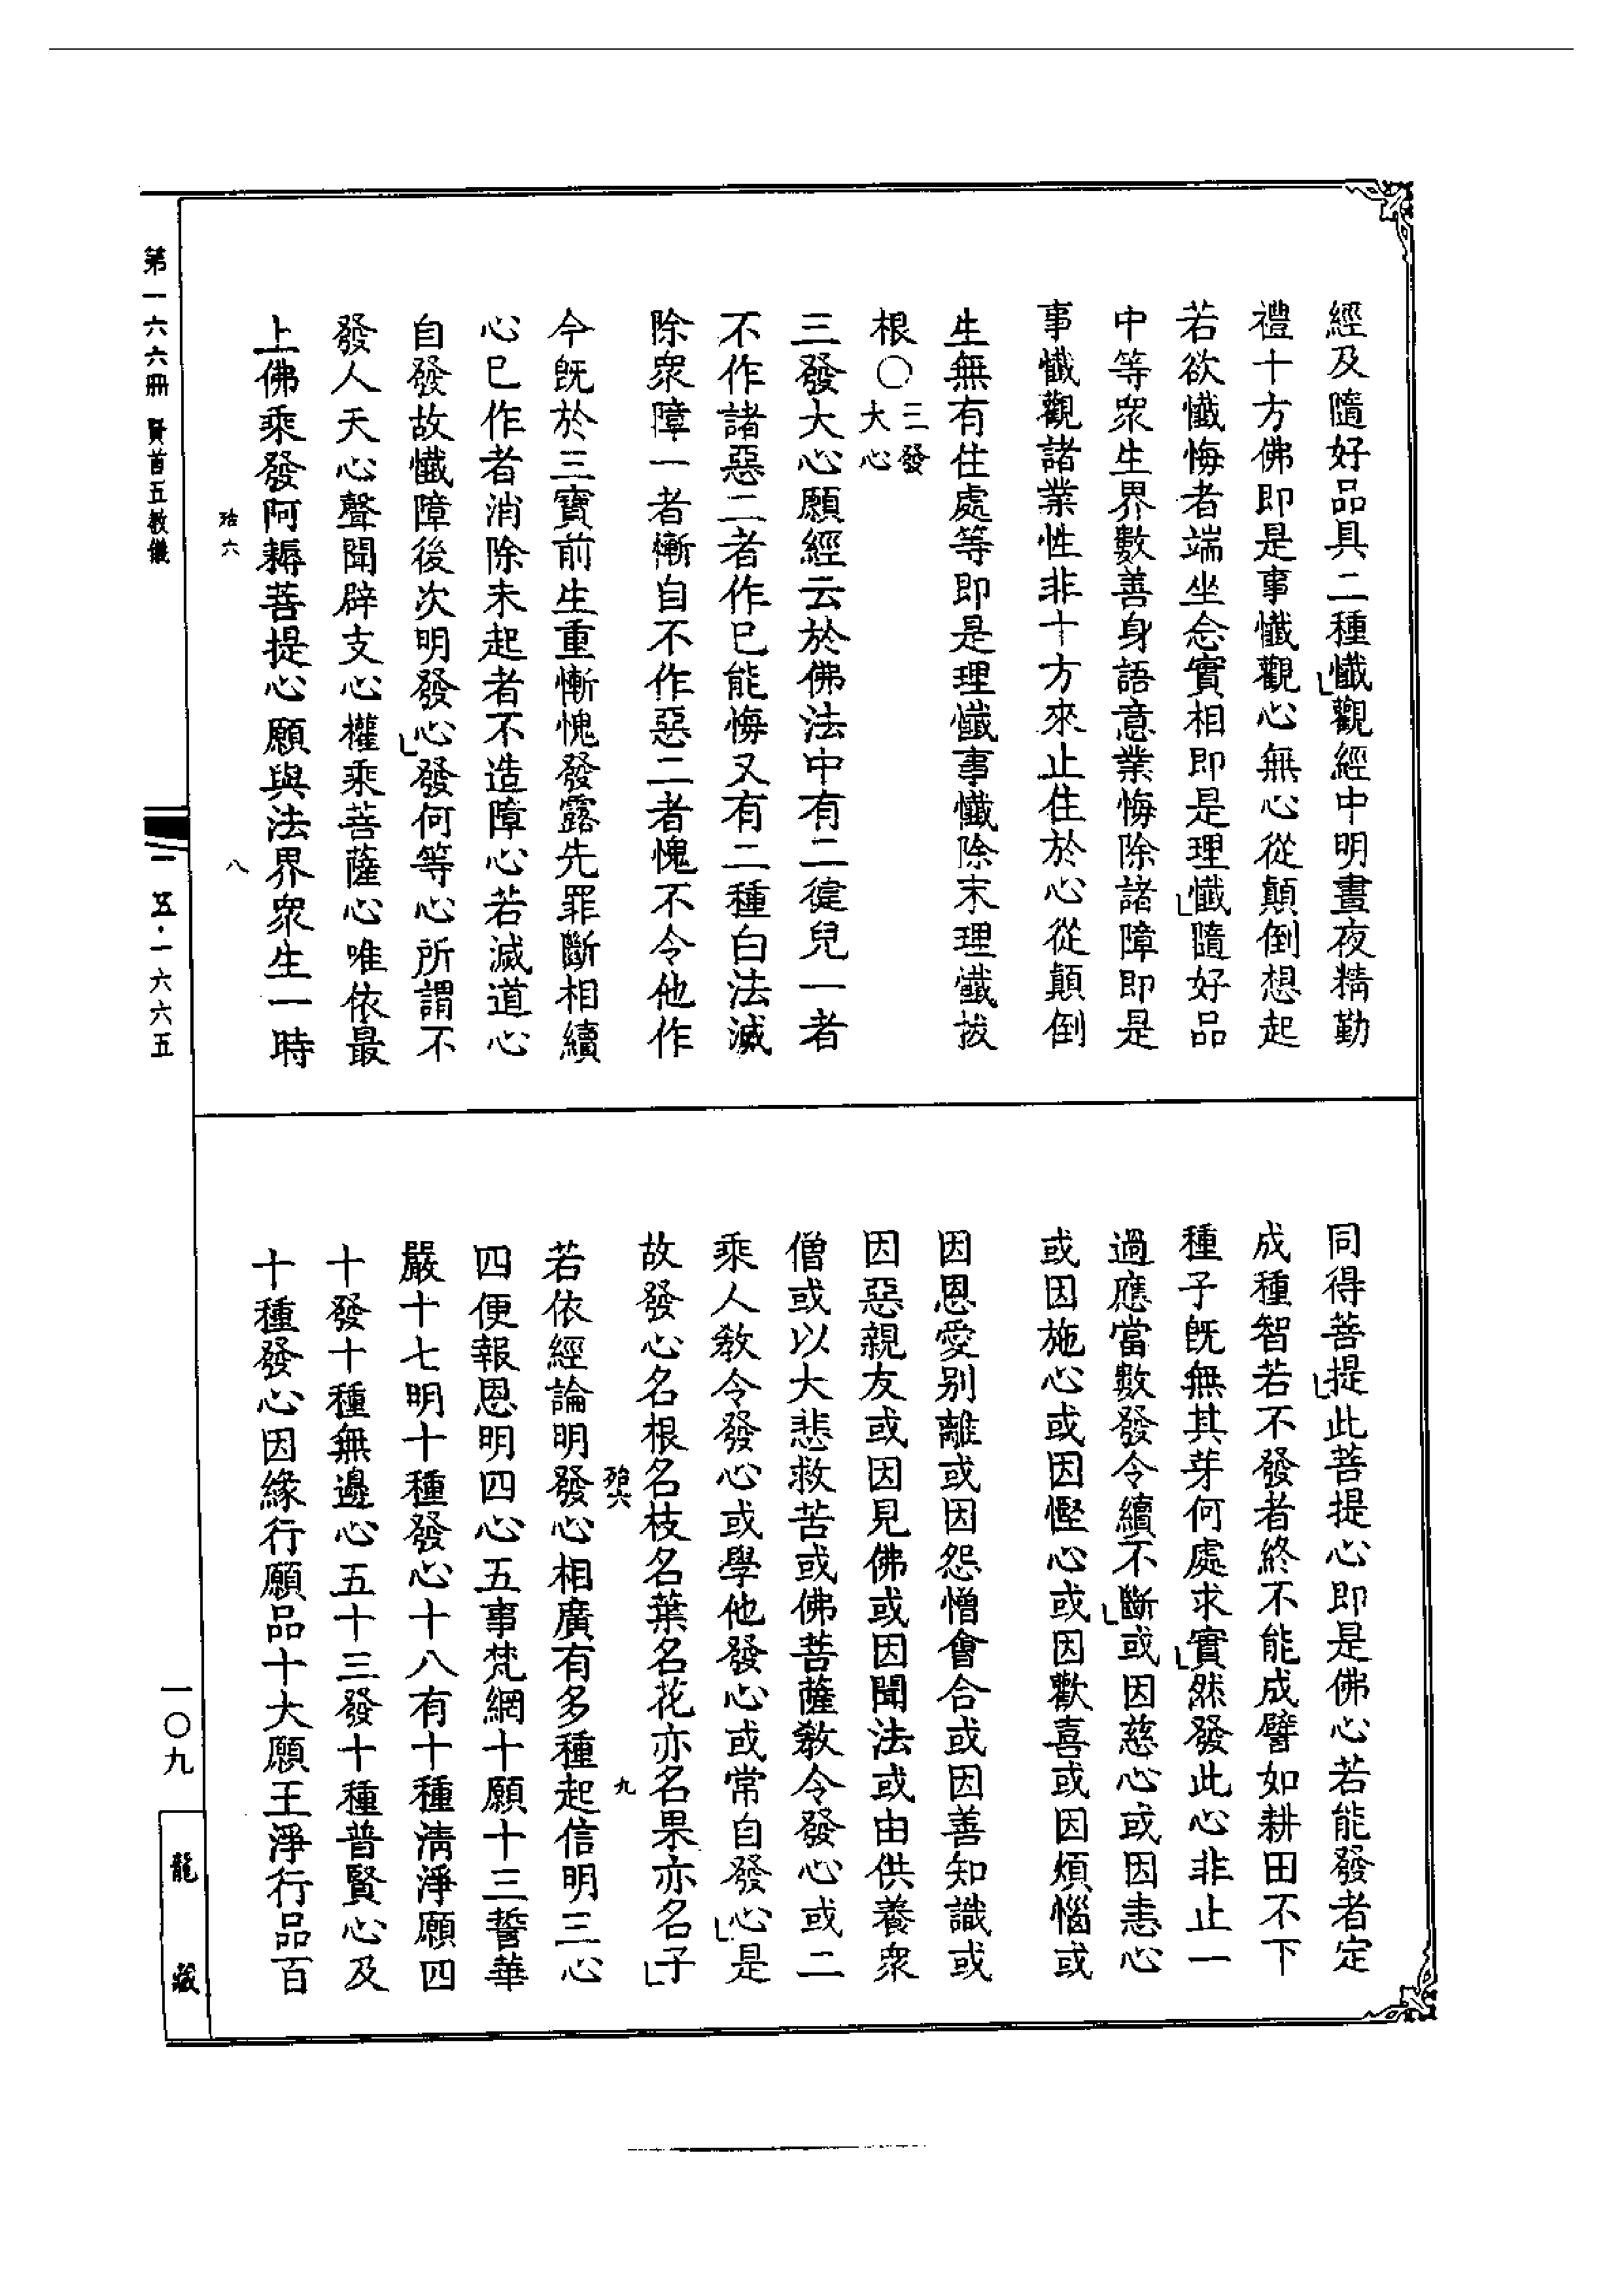 經及隨好品具二種懺觀經中明晝夜精勤
禮十方佛即是事懺觀心無心從顛倒想起
若欲懺悔者端坐念實相即是理懺隨好品
中等衆生界數善身語意業悔除諸障即是
事懺觀諸業性非十方來止住於心從顛倒
生無有住處等即是理懺事懺除末理懺拔
根○三發大心
三發大心願經云於佛法中有二健兒一者
不作諸惡二者作已能悔又有二種白法滅
除衆障一者慚自不作惡二者愧不令他作
今既於三寶前生重慚愧發露先罪斷相續
心已作者消除未起者不造障心若滅道心
自發故懺障後次明發心發何等心所謂不
發人天心聲聞辟支心權乘菩薩心唯依最
上佛乘發阿耨菩提心願與法界衆生一時
同得菩提此菩提心即是佛心若能發者定
成種智若不發者終不能成譬如耕田不下
種子既無其芽何處求實然發此心非止一
過應當數發令續不斷或因慈心或因恚心
或因施心或因慳心或因歡喜或因煩惱或
因恩愛別離或因怨憎會合或因善知識或
因惡親友或因見佛或因聞法或由供養衆
僧或以大悲救苦或佛菩薩教令發心或二
乘人教令發心或學他發心或常自發心是
故發心名根名枝名葉名花亦名果亦名子
若依經論明發心相廣有多種起信明三心
四便報恩明四心五事梵網十願十三誓華
嚴十七明十種發心十八有十種清淨願四
十發十種無邊心五十三發十種普賢心及
十種發心因緣行願品十大願王淨行品百
殆六
八
殆六
九
第一六六冊 賢首五教儀
一五·一六六五
一〇九
龍藏